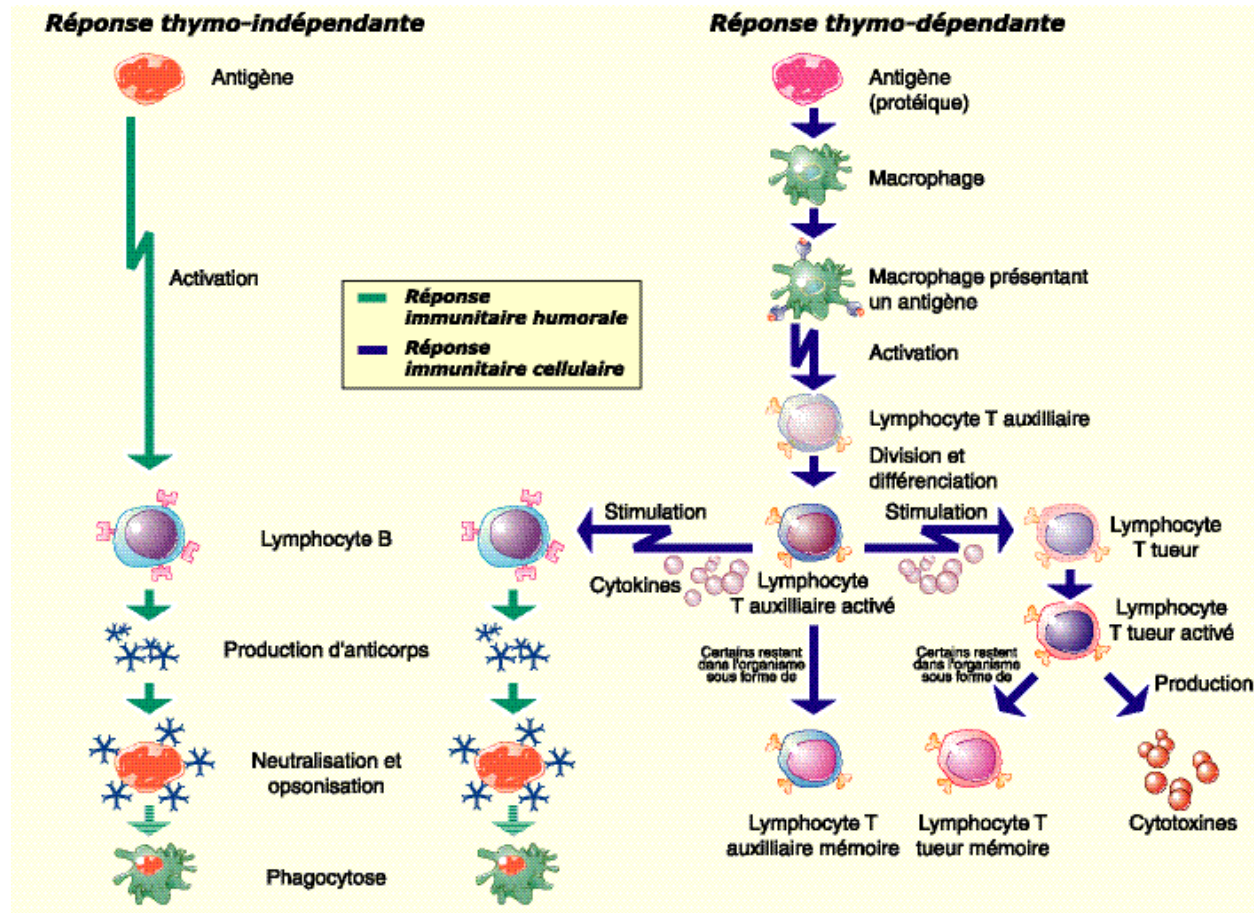 Réponse thymo-indépendante
Réponse thymo-dépendante
Antigène
Antigène
(protéique)
Macrophage
Activation
Réponse
immunitaire humorale
Réponse
immunitaire cellulaire
Macrophage présentant
un antigène
Activation
Lymphocyte T auxilliaire
Division et
différenciation
Lymphocyte B
Stimulation
Cytokines
Lymphocyte
T auxilliaire activé
Stimulation
Lymphocyte
T tueur
Lymphocyte
T tueur activé
Production d'anticorps
Certains restent
dans l'organisme
sous forme de
Certains restent
dans l'organisme
sous forme de
Production
Neutralisation et
opsonisation
Lymphocyte T
auxilliaire mémoire
Lymphocyte T
tueur mémoire
Cytotoxines
Phagocytose